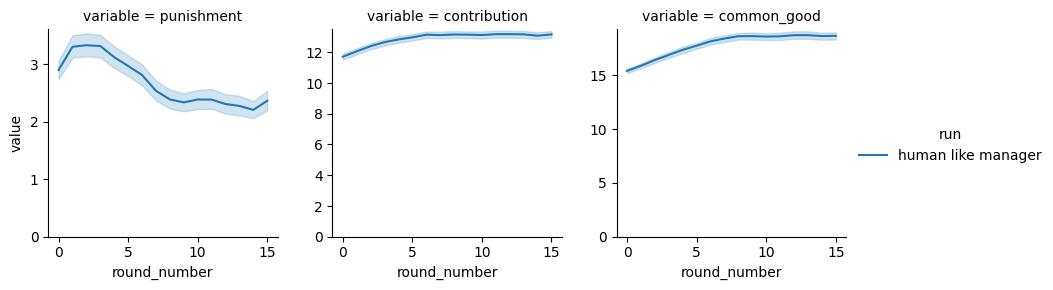 variable = punishment
variable = contribution
variable = common_good
value
3
2
1
0
12
10
8
6
4
2
0
15
10
5
0
0 5 10 15
0 5 10 15
0 5 10 15
round_number
round_number
round_number
run
human like manager